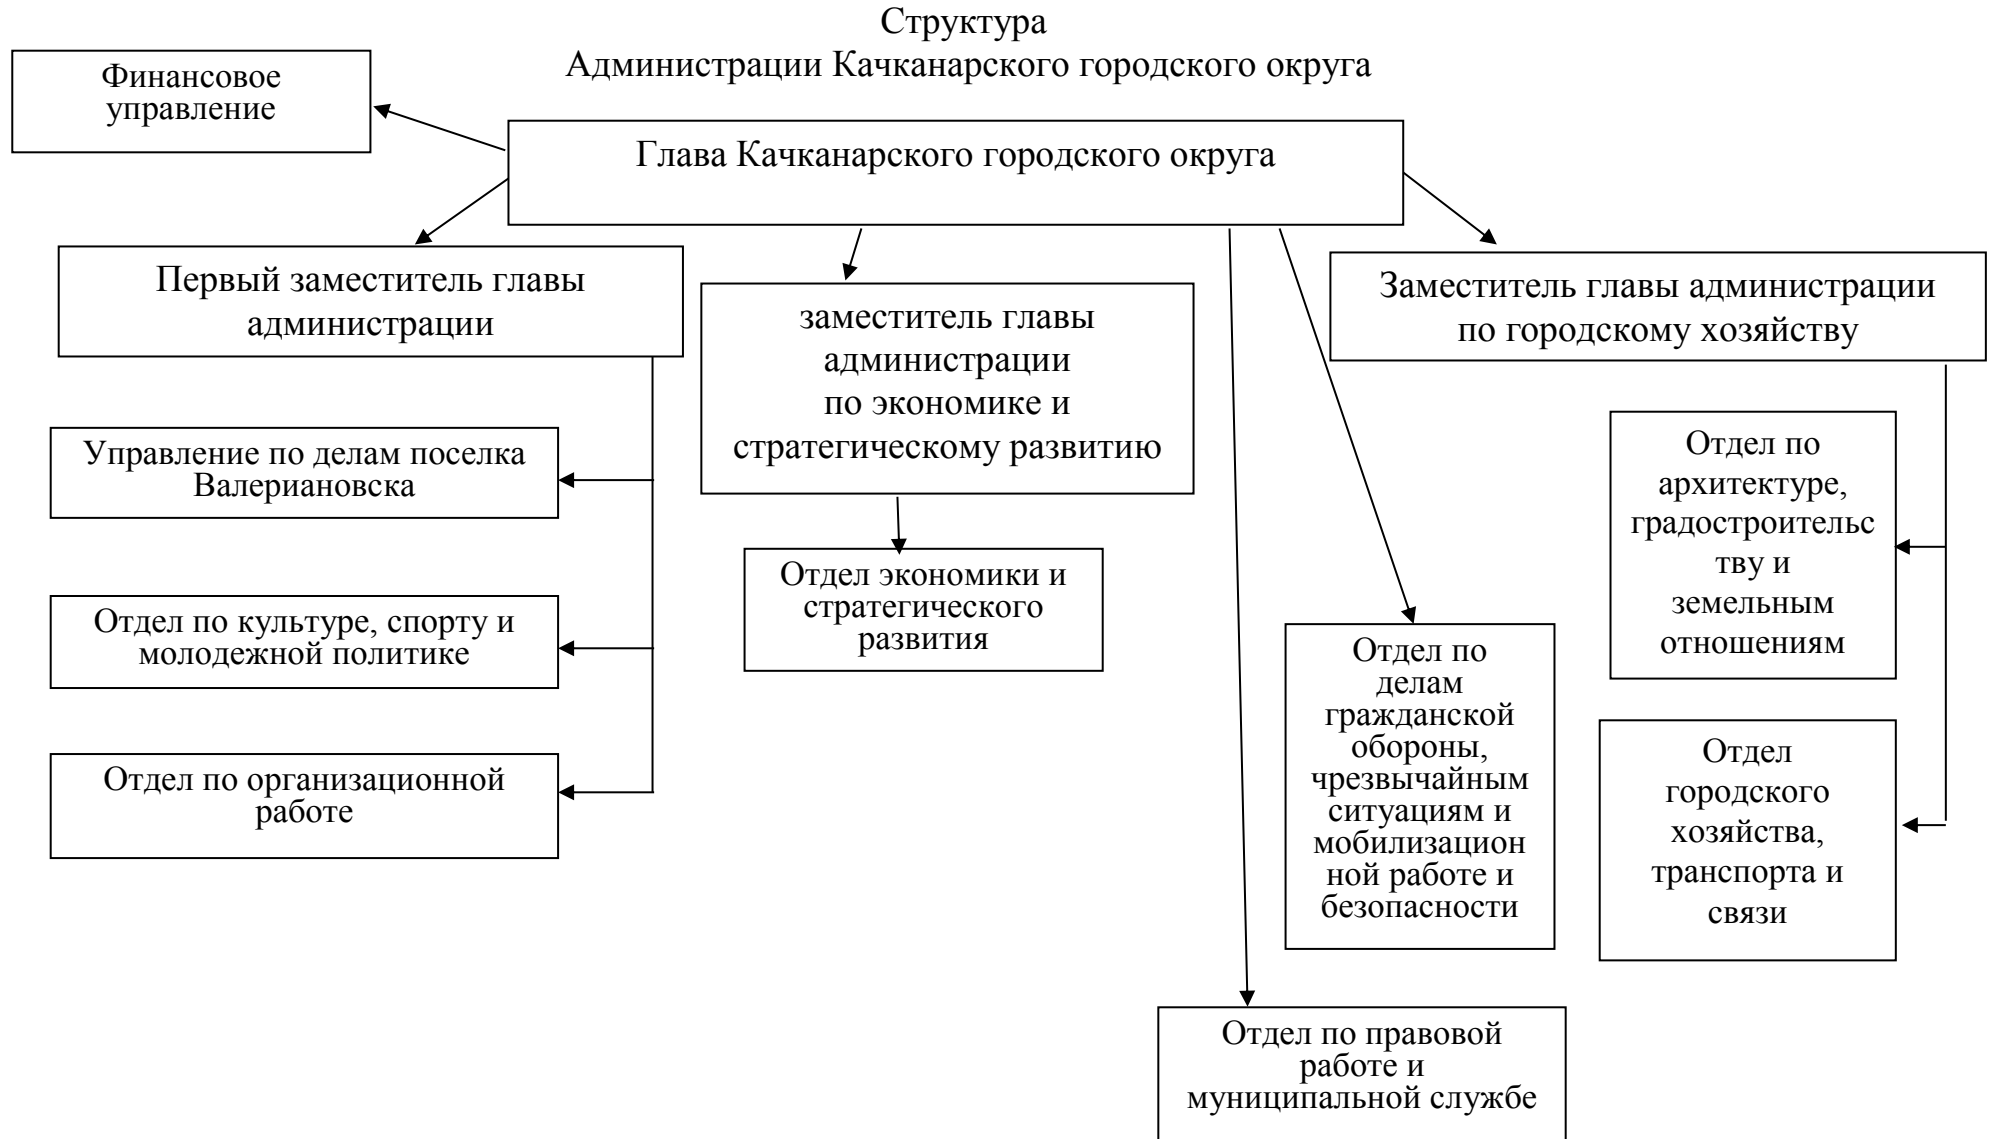 Структура
Администрации Качканарского городского округа
Финансовое
управление
Глава Качканарского городского округа
Первый заместитель главы
администрации
заместитель главы
администрации
по экономике и
стратегическому развитию
Заместитель главы администрации
по городскому хозяйству
Управление по делам поселка
Валериановска
Отдел по культуре, спорту и
молодежной политике
Отдел по организационной
работе
Отдел экономики и
стратегического
развития
Отдел по
делам
гражданской
обороны,
чрезвычайным
ситуациям и
мобилизацион
ной работе и
безопасности
Отдел по
архитектуре,
градостроительс
тву и
земельным
отношениям
Отдел
городского
хозяйства,
транспорта и
связи
Отдел по правовой
работе и
муниципальной службе